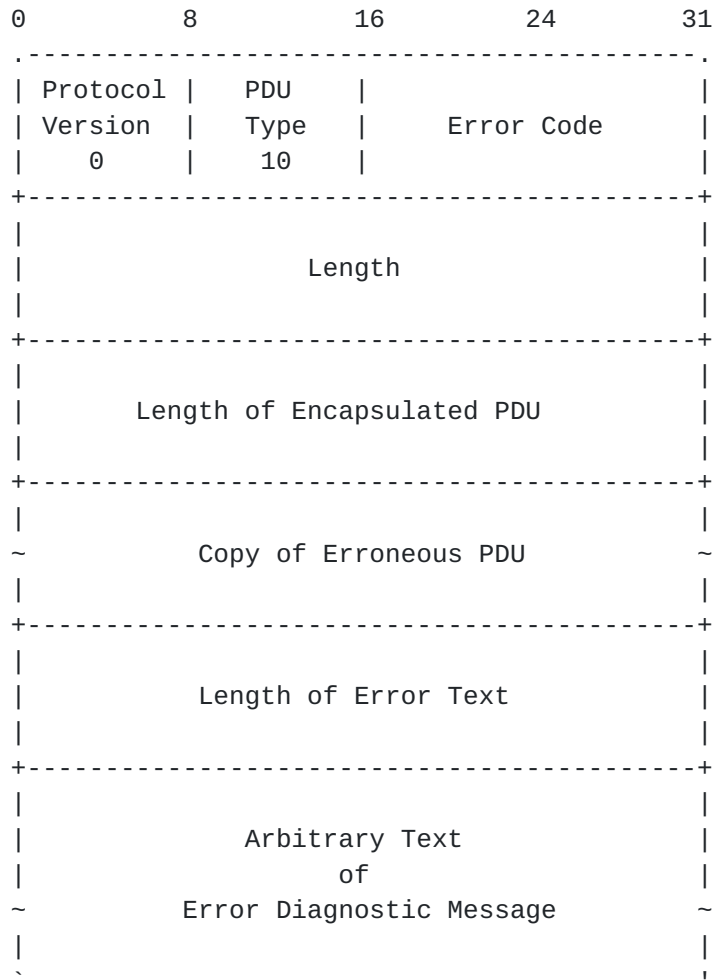 0          8          16         24        31
.-------------------------------------------.
| Protocol |   PDU    |                     |
| Version  |   Type   |     Error Code      |
|    0     |    10    |                     |
+-------------------------------------------+
|                                           |
|                  Length                   |
|                                           |
+-------------------------------------------+
|                                           |
|       Length of Encapsulated PDU          |
|                                           |
+-------------------------------------------+
|                                           |
~           Copy of Erroneous PDU           ~
|                                           |
+-------------------------------------------+
|                                           |
|           Length of Error Text            |
|                                           |
+-------------------------------------------+
|                                           |
|              Arbitrary Text               |
|                    of                     |
~          Error Diagnostic Message         ~
|                                           |
`                                           '